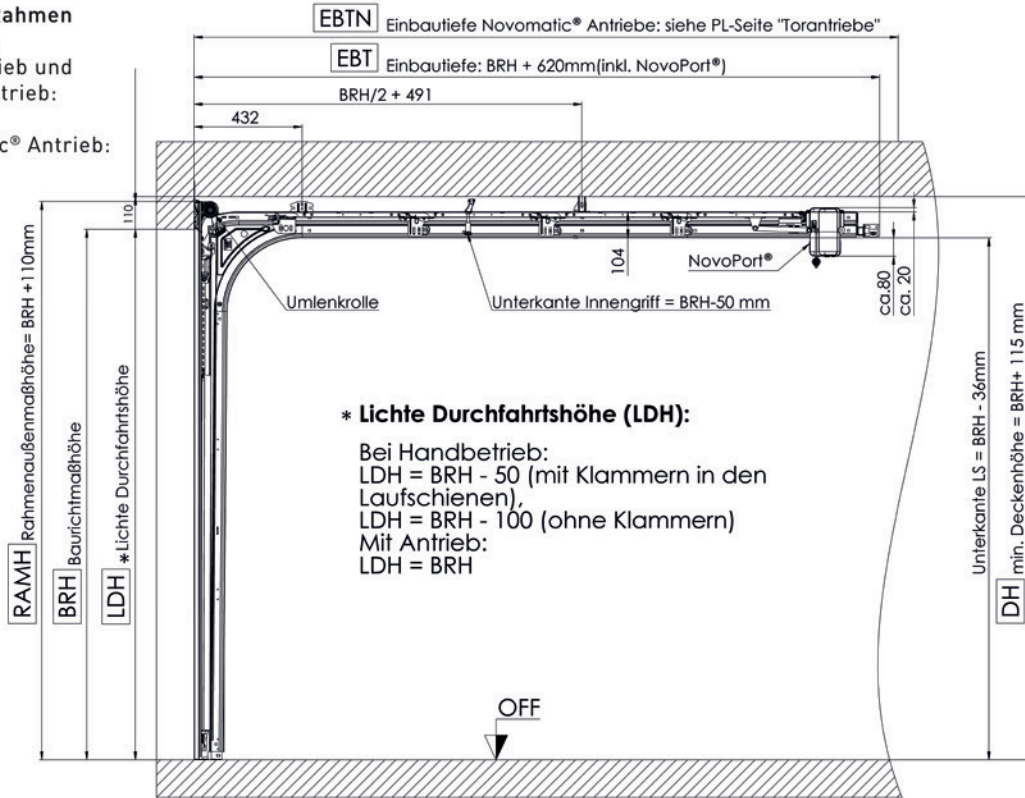 Rahmen
ieb und
trieb:
c® Antrieb:
EBTN Einbautiefe Novomatic® Antriebe: siehe PL-Seite "Torantriebe"
EBT Einbautiefe: BRH + 620mm(inkl. NovoPort®)
BRH/2 + 491
432
110
104
NovoPort®
ca.80
ca. 20
Umlenkrolle
Unterkante Innengriff = BRH-50 mm
RAMH Rahmenaußenmaßhöhe= BRH +110mm
BRH Baurichtmaßhöhe
LDH *Lichte Durchfahrtshöhe
* Lichte Durchfahrtshöhe (LDH):
Bei Handbetrieb:
LDH = BRH - 50 (mit Klammern in den
Laufschienen),
LDH = BRH - 100 (ohne Klammern)
Mit Antrieb:
LDH = BRH
Unterkante LS = BRH - 36mm
DH min. Deckenhöhe = BRH+ 115 mm
OFF